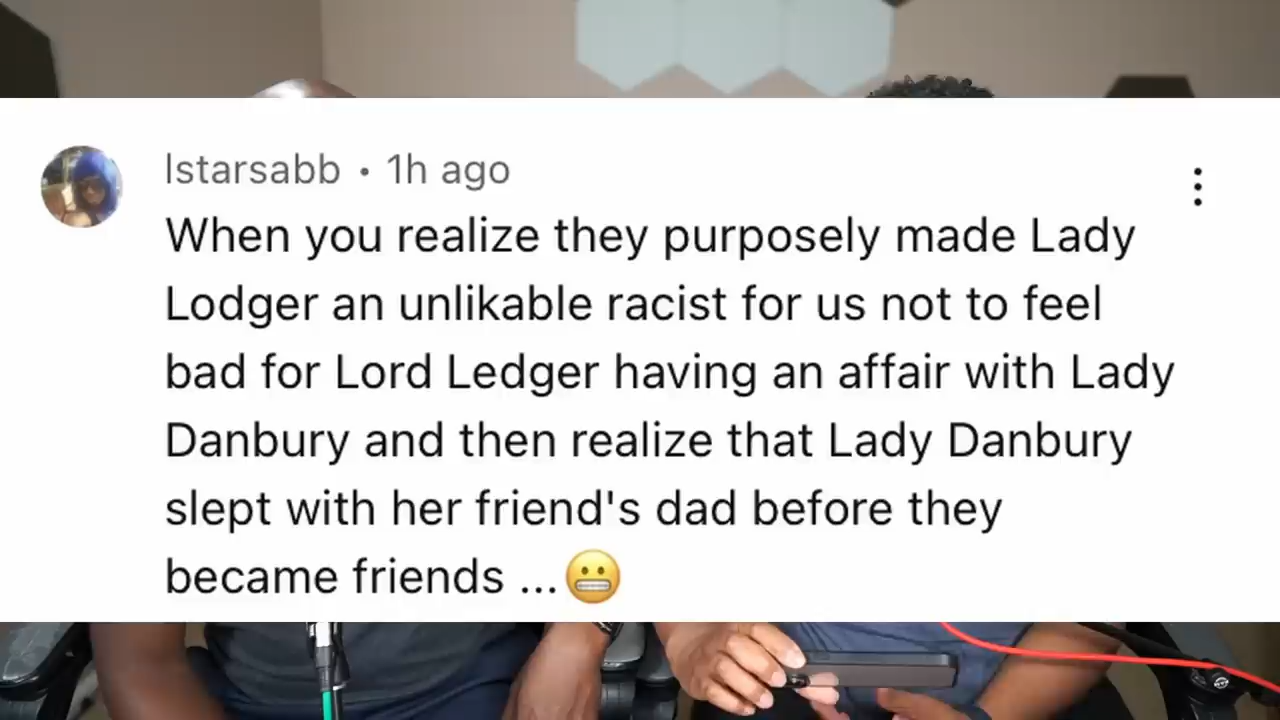 lstarsabb • 1h ago
When you realize they purposely made Lady
Lodger an unlikable racist for us not to feel
bad for Lord Ledger having an affair with Lady
Danbury and then realize that Lady Danbury
slept with her friend's dad before they
became friends ...😬